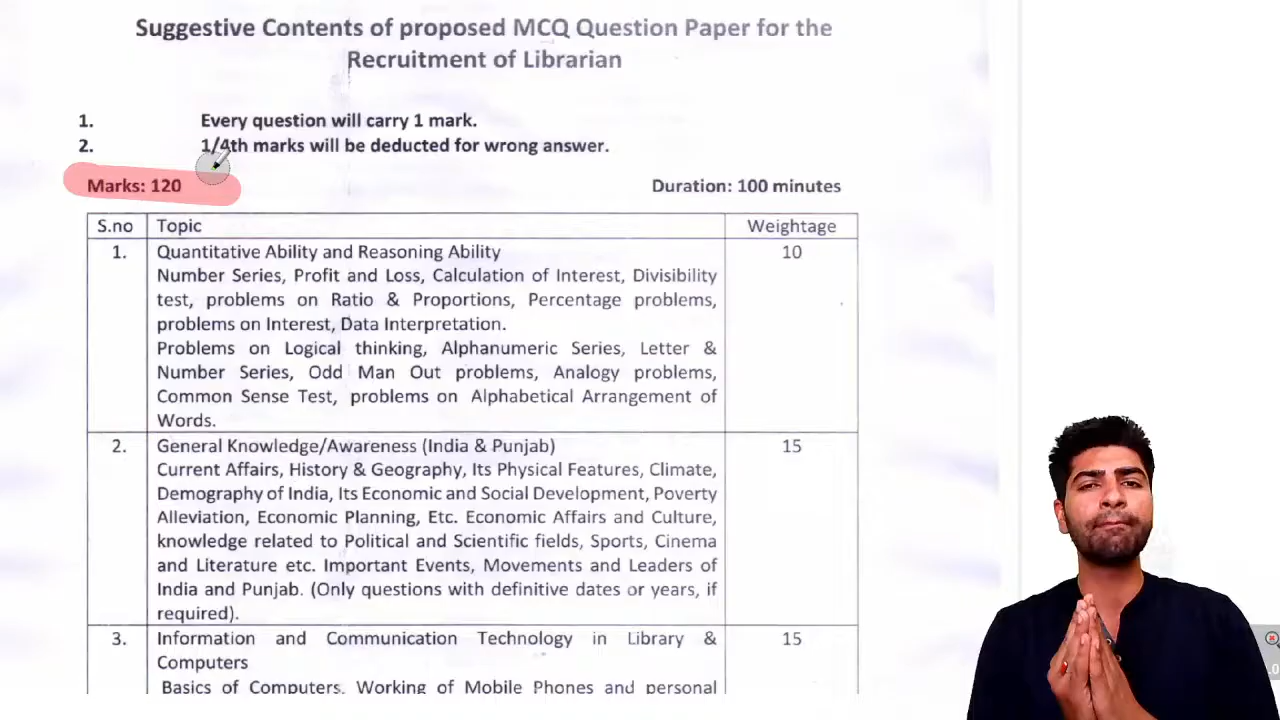 Suggestive Contents of proposed MCQ Question Paper for the
Recruitment of Librarian
1. Every question will carry 1 mark.
2. 1/4th marks will be deducted for wrong answer.
Marks: 120 Duration: 100 minutes
S.no Topic Weightage
1. Quantitative Ability and Reasoning Ability 10
Number Series, Profit and Loss, Calculation of Interest, Divisibility
test, problems on Ratio & Proportions, Percentage problems,
problems on Interest, Data Interpretation.
Problems on Logical thinking, Alphanumeric Series, Letter &
Number Series, Odd Man Out problems, Analogy problems,
Common Sense Test, problems on Alphabetical Arrangement of
Words.
2. General Knowledge/Awareness (India & Punjab) 15
Current Affairs, History & Geography, Its Physical Features, Climate,
Demography of India, Its Economic and Social Development, Poverty
Alleviation, Economic Planning, Etc. Economic Affairs and Culture,
knowledge related to Political and Scientific fields, Sports, Cinema
and Literature etc. Important Events, Movements and Leaders of
India and Punjab. (Only questions with definitive dates or years, if
required).
3. Information and Communication Technology in Library & 15
Computers
Basics of Computers, Working of Mobile Phones and personal